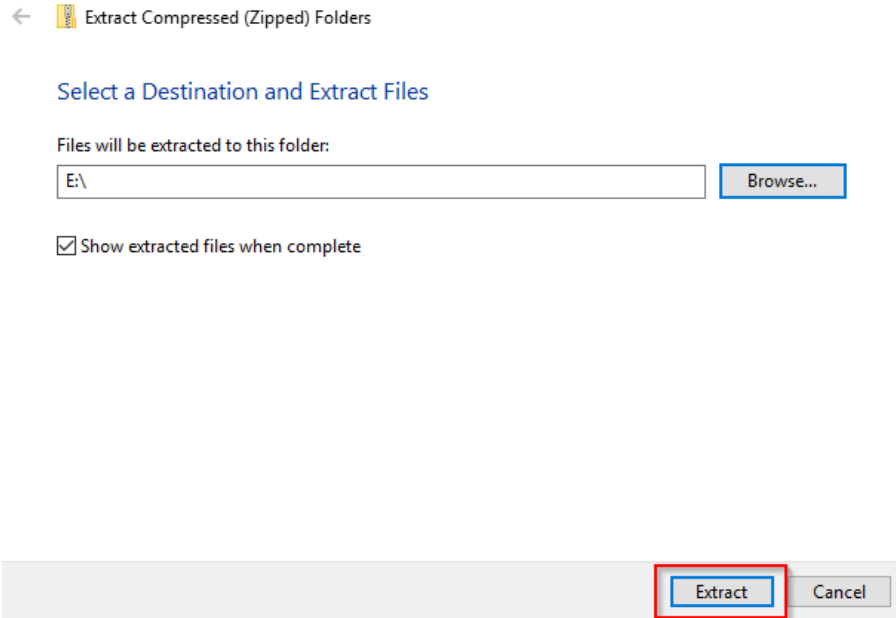 Extract Compressed (Zipped) Folders
Select a Destination and Extract Files
Files will be extracted to this folder:
E:\
Browse...
Show extracted files when complete
Extract
Cancel